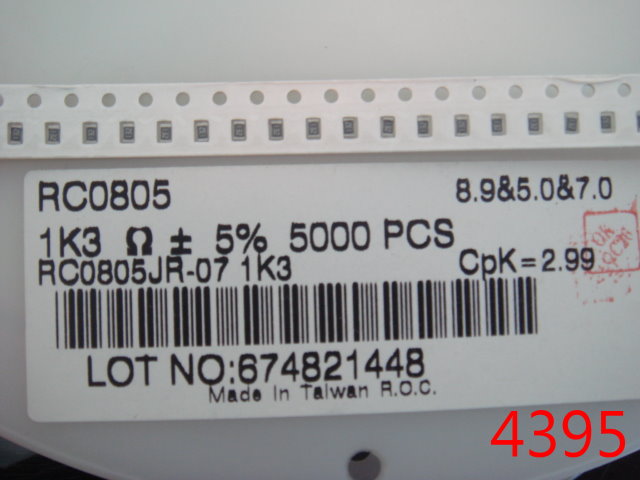 RC0805
8.9&5.0&7.0
1K3 Ω ± 5% 5000 PCS
RC0805JR-07 1K3
CpK=2.99
OK
LOT NO:674821448
Made In Taiwan R.O.C.
4395